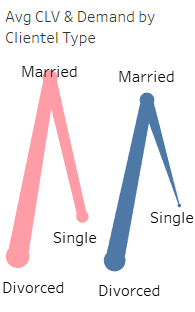 Avg CLV & Demand by
Clientel Type
Married
Married
Single
Single
Divorced
Divorced